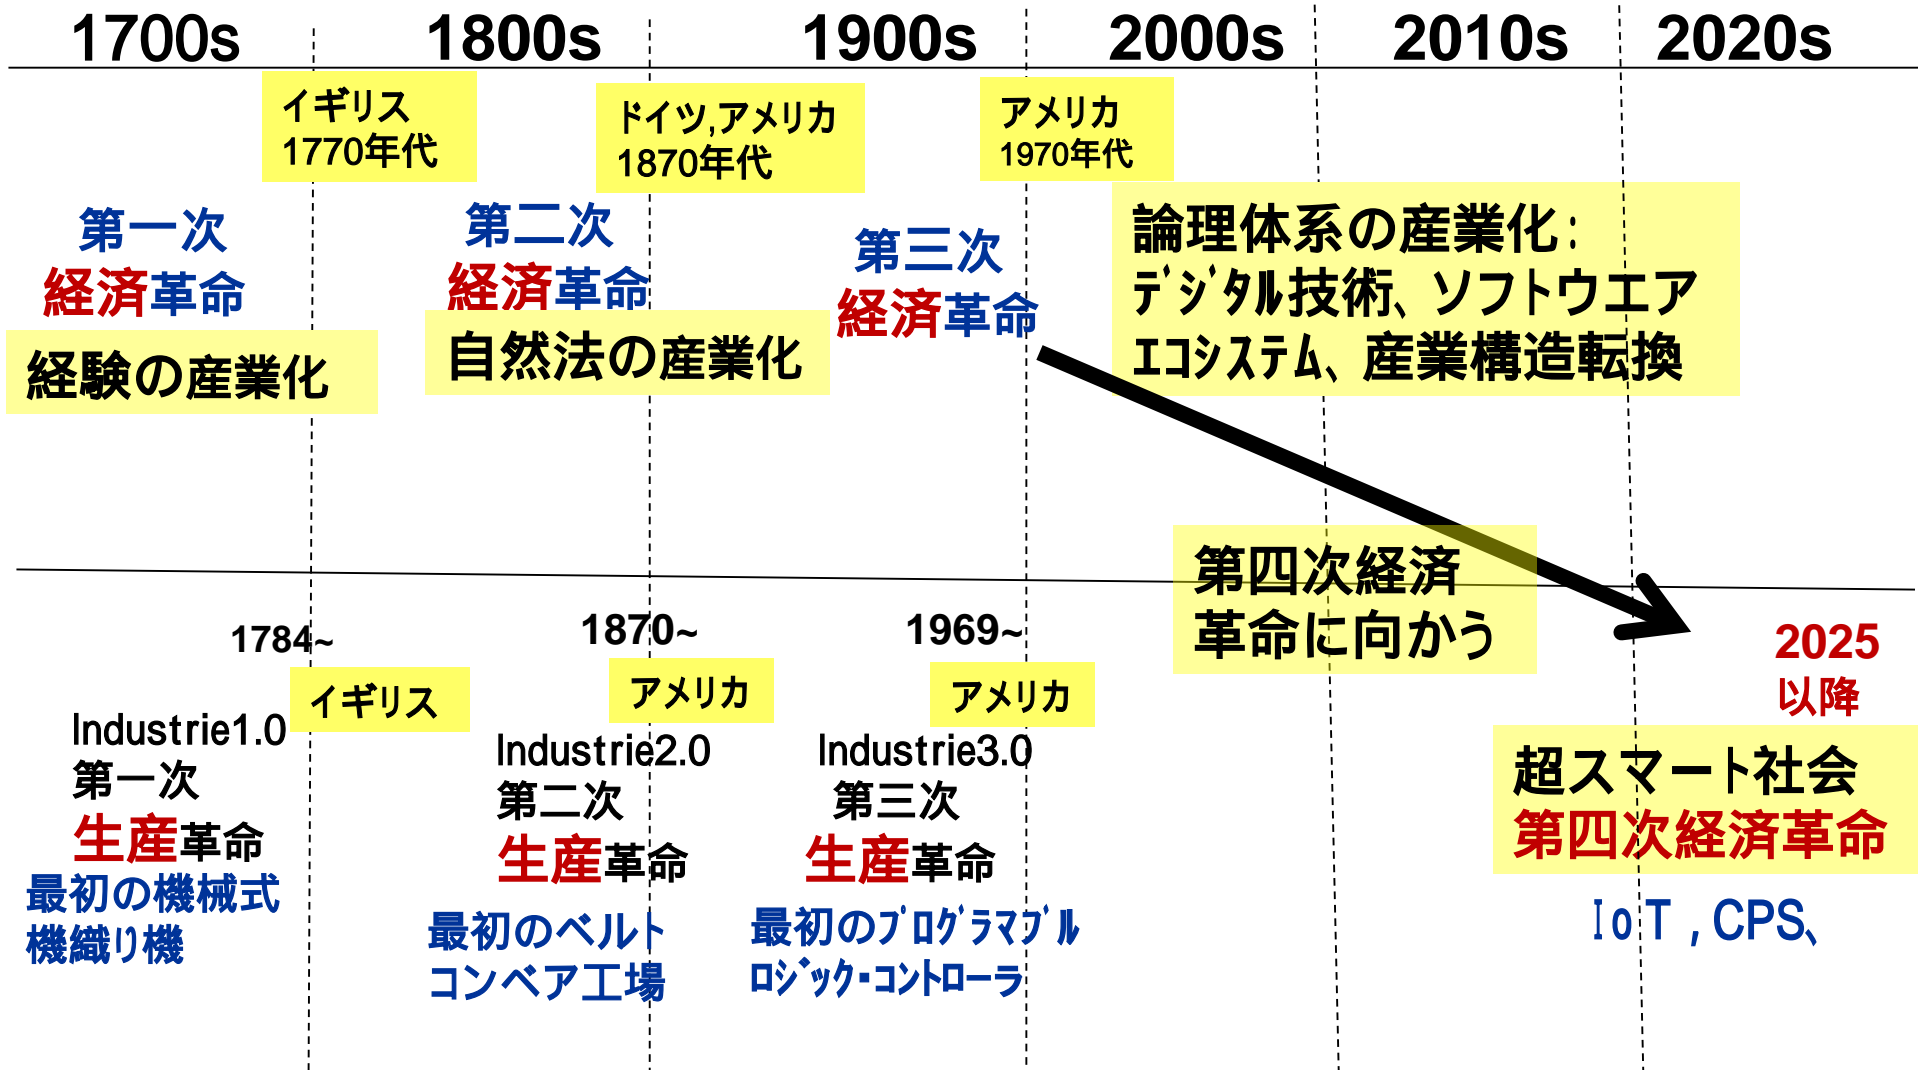 1700s 1800s 1900s 2000s 2010s 2020s
イギリス
1770年代
ドイツ,アメリカ
1870年代
アメリカ
1970年代
第一次
経済革命
経験の産業化
第二次
経済革命
自然法の産業化
第三次
経済革命
論理体系の産業化:
デジタル技術、ソフトウエア
エコシステム、産業構造転換
第四次経済
革命に向かう
1784~
イギリス
Industrie1.0
第一次
生産革命
最初の機械式
機織り機
1870~
アメリカ
Industrie2.0
第二次
生産革命
最初のベルト
コンベア工場
1969~
アメリカ
Industrie3.0
第三次
生産革命
最初のプログラマブル
ロジック・コントローラ
2025
以降
超スマート社会
第四次経済革命
IoT,CPS、